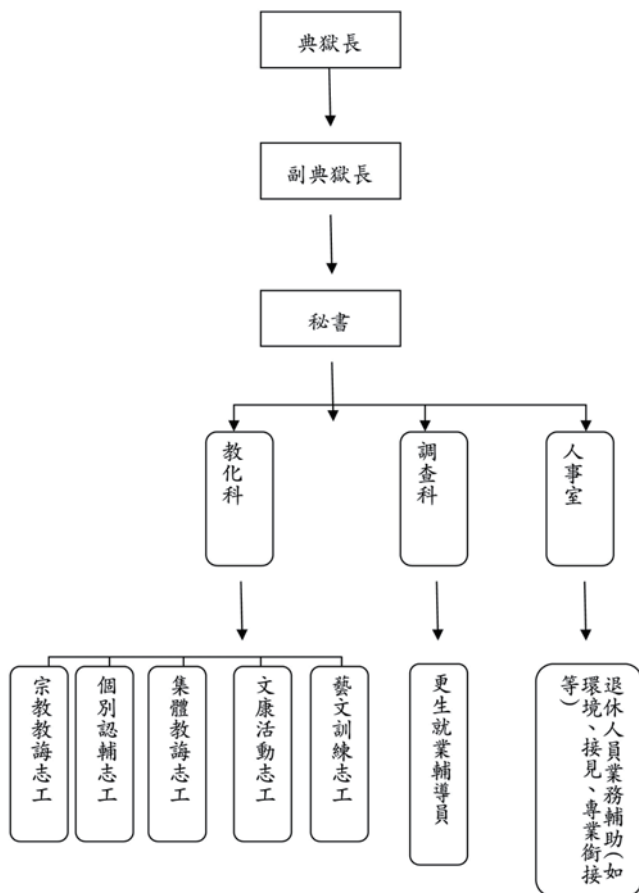 典獄長
副典獄長
秘書
教化科
調查科
人事室
宗教教誨志工
個別認輔志工
集體教誨志工
文康活動志工
藝文訓練志工
更生就業輔導員
退休人員業務輔助(如
環境、接見、專業銜接
等)